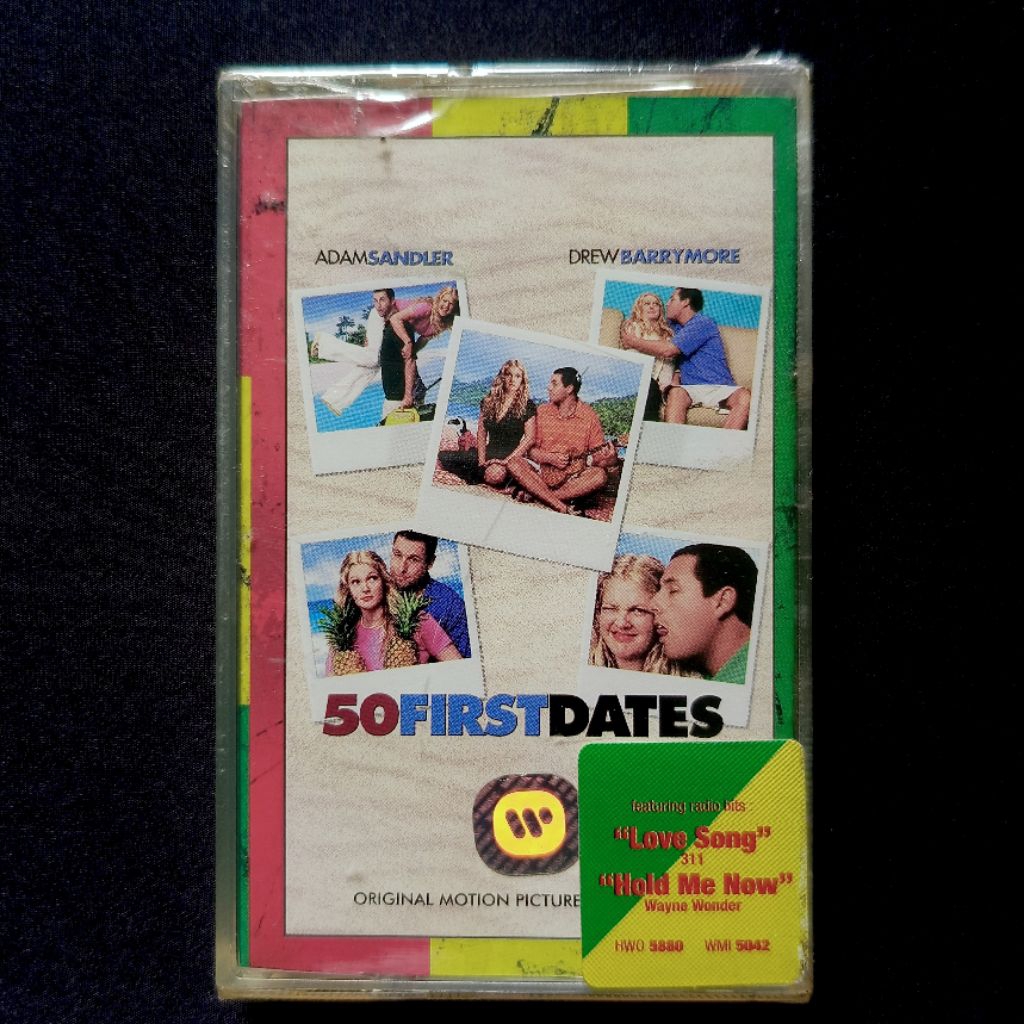 ADAMSANDLER
DREWBARRYMORE
50FIRSTDATES
ORIGINAL MOTION PICTURE
featuring radio hits
“Love Song”
311
“Hold Me Now”
Wayne Wonder
HWO 5880 WMI 5042